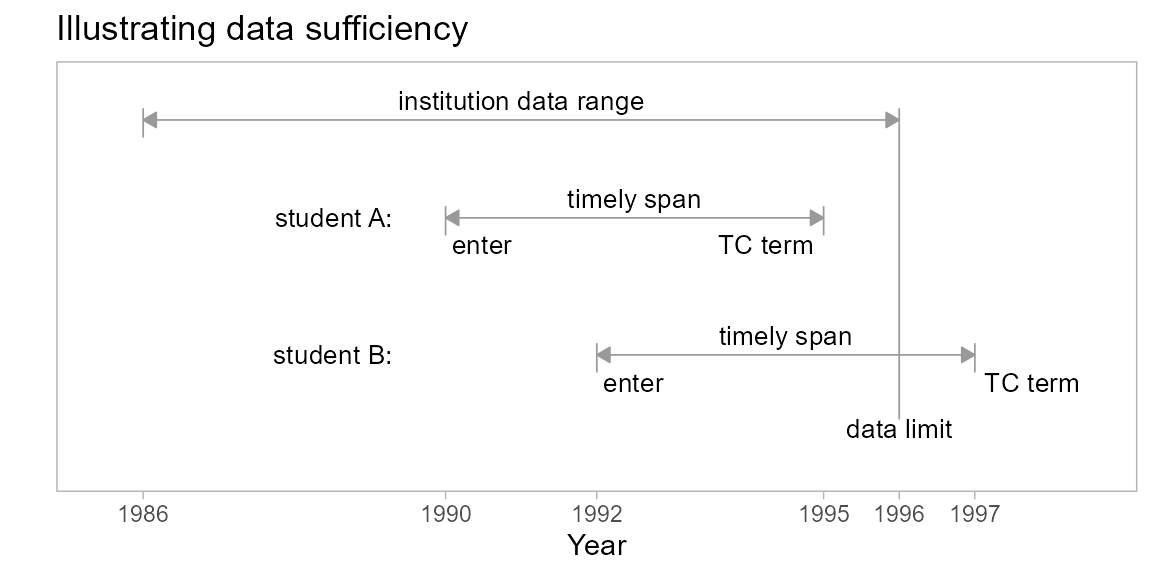 Illustrating data sufficiency
institution data range
timely span
student A:
enter
TC term
timely span
student B:
enter
TC term
data limit
1986
1990
1992
1995
1996
1997
Year